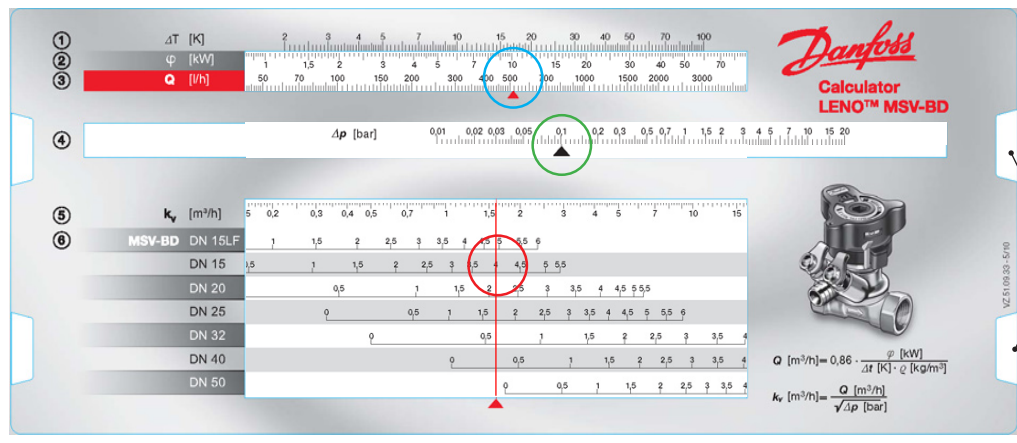 ① ΔT [K] 2 3 4 5 7 10 15 20 30 40 50 70 100
② φ [kW] 1 1,5 2 3 4 5 7 10 15 20 30 40 50 70
③ Q [l/h] 50 70 100 150 200 300 400 500 700 1000 1500 2000 3000
Danfoss
Calculator
LENO™ MSV-BD
④ Δp [bar] 0,01 0,02 0,03 0,05 0,1 0,2 0,3 0,5 0,7 1 1,5 2 3 4 5 7 10 15 20
⑤ kv [m³/h] 5 0,2 0,3 0,4 0,5 0,7 1 1,5 2 3 4 5 7 10 15
⑥ MSV-BD DN 15LF 1 1,5 2 2,5 3 3,5 4 4,5 5 5,5 6
DN 15 0,5 1 1,5 2 2,5 3 3,5 4 4,5 5 5,5
DN 20 0,5 1 1,5 2 2,5 3 3,5 4 4,5 5 5,5
DN 25 0 0,5 1 1,5 2 2,5 3 3,5 4 4,5 5 5,5 6
DN 32 0 0,5 1 1,5 2 2,5 3 3,5 4
DN 40 0 0,5 1 1,5 2 2,5 3 3,5 4
DN 50 0 0,5 1 1,5 2 2,5 3 3,5 4
VZ.51.09.33 - 5/10
Q [m³/h]= 0,86 · φ [kW]
Δt [K] · ϱ [kg/m³]
kv [m³/h]= Q [m³/h]
√Δp [bar]